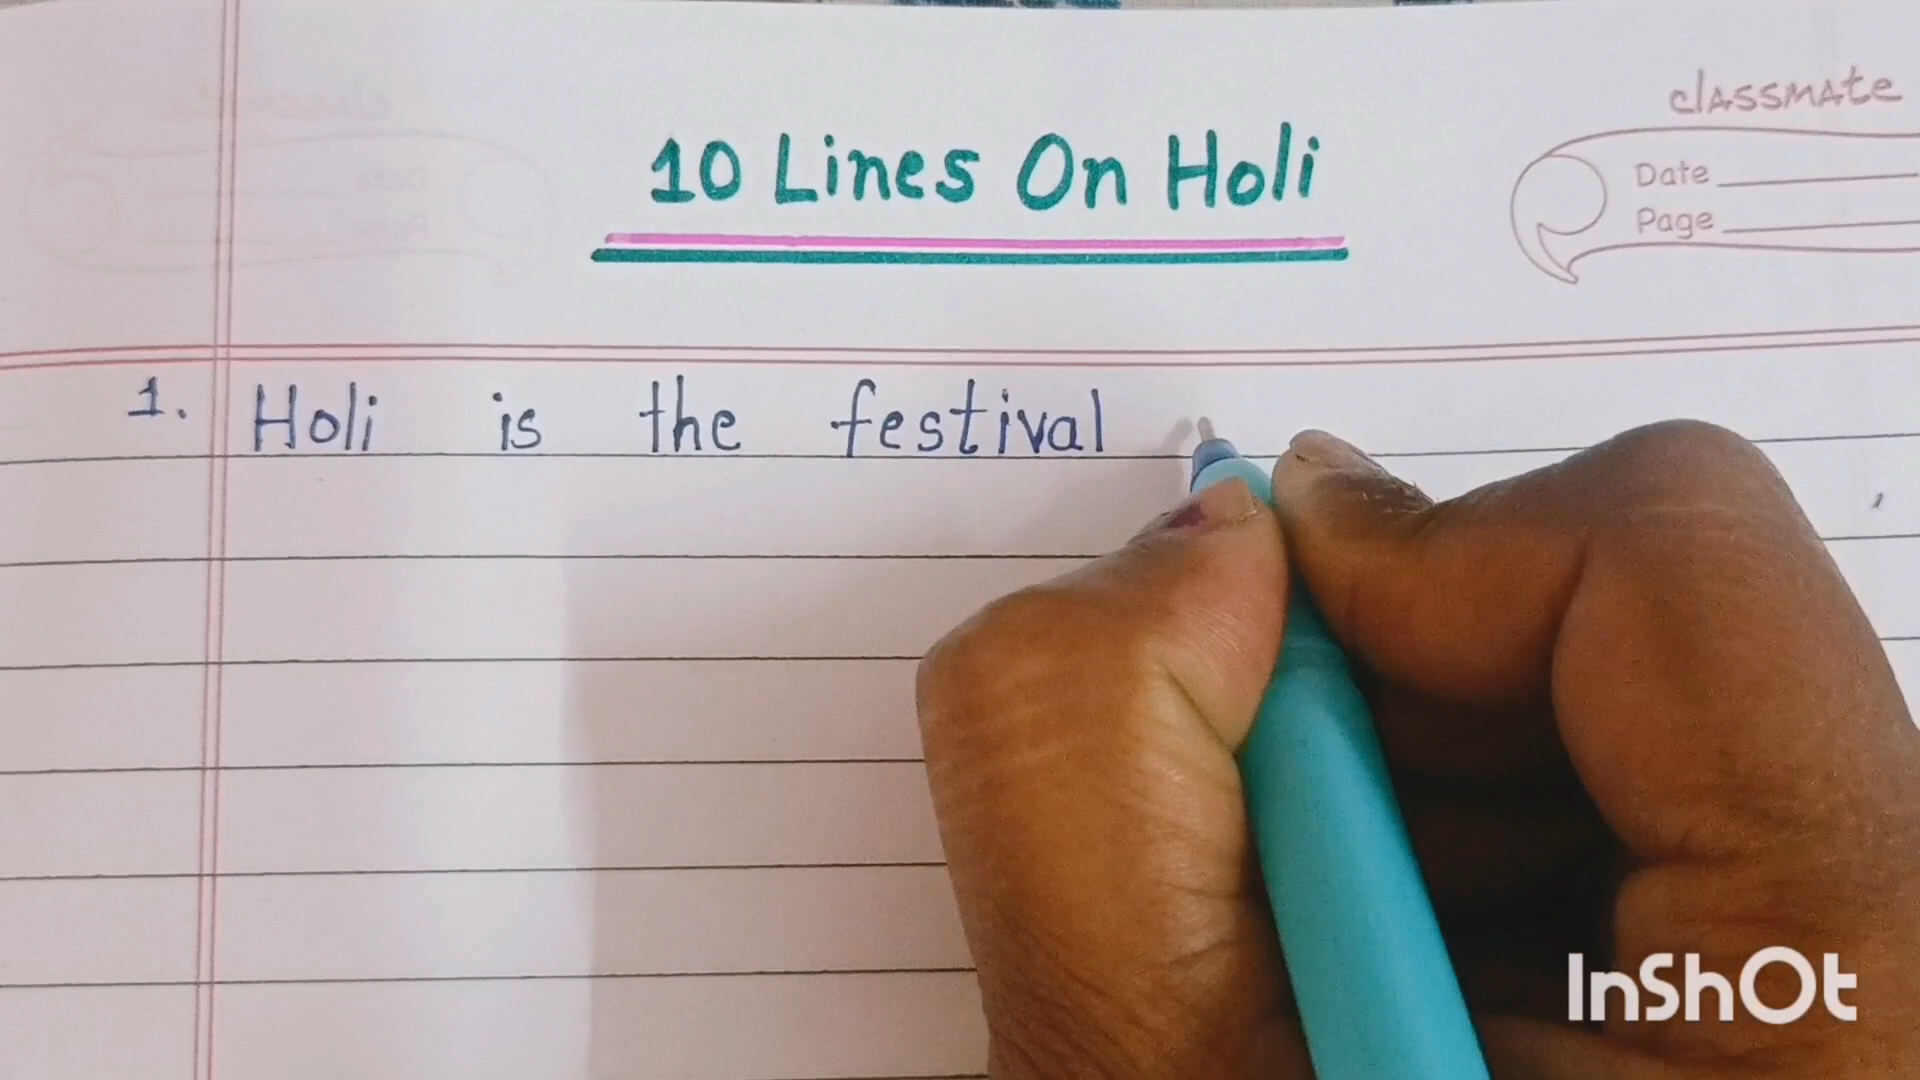 classmate
10 Lines On Holi
Date
Page
1. Holi is the festival
InShOt